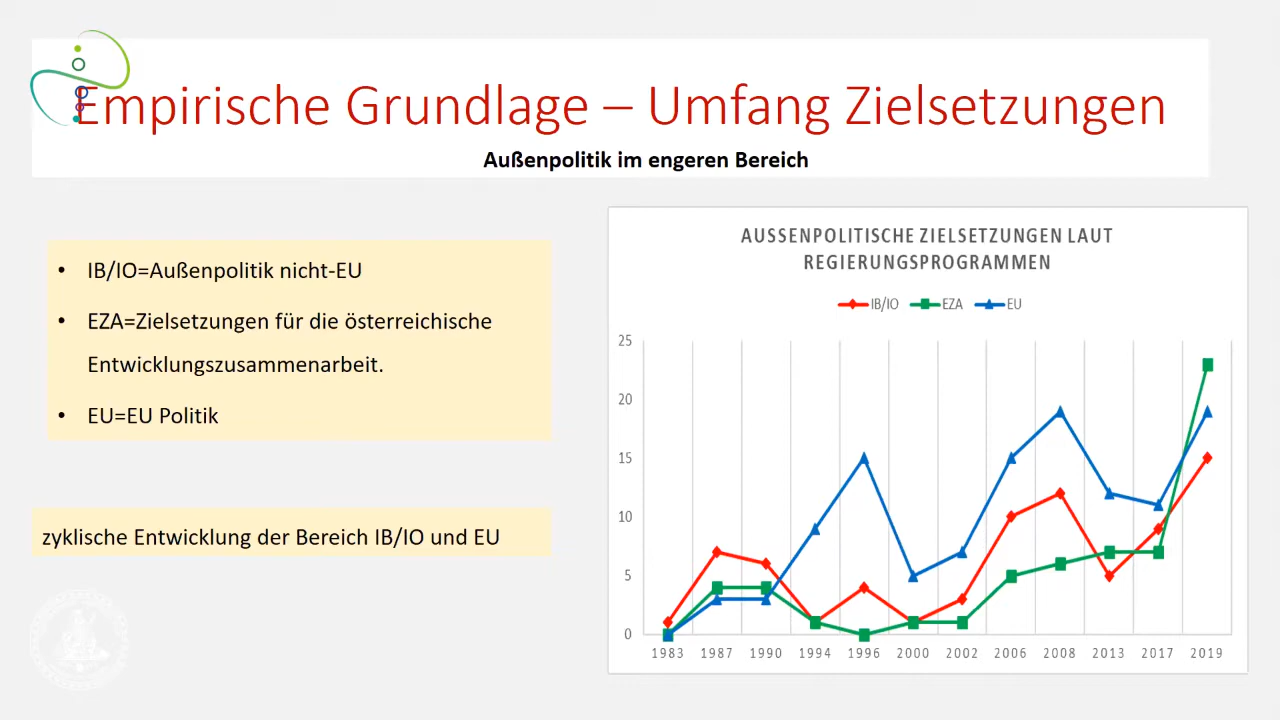 Empirische Grundlage – Umfang Zielsetzungen
Außenpolitik im engeren Bereich
• IB/IO=Außenpolitik nicht-EU
• EZA=Zielsetzungen für die österreichische
Entwicklungszusammenarbeit.
• EU=EU Politik
zyklische Entwicklung der Bereich IB/IO und EU
AUSSENPOLITISCHE ZIELSETZUNGEN LAUT
REGIERUNGSPROGRAMMEN
IB/IO EZA EU
25
20
15
10
5
0
1983 1987 1990 1994 1996 2000 2002 2006 2008 2013 2017 2019